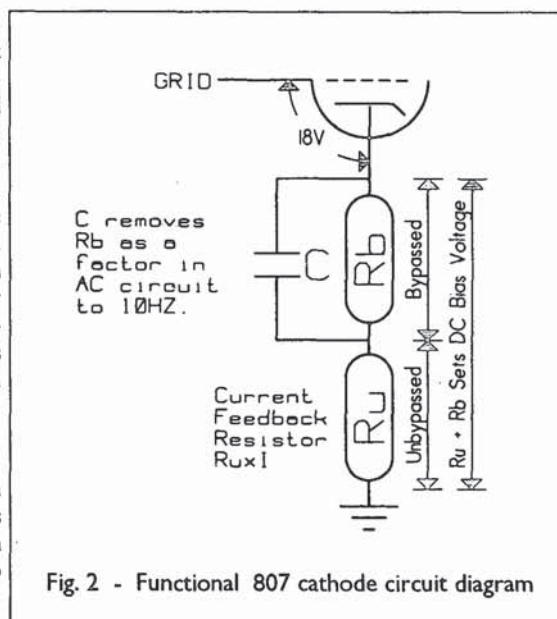 GRID
18V
C removes
Rb as a
factor in
AC circuit
to 10HZ.
C
Rb
Bypassed
Ru + Rb Sets DC Bias Voltage
Current
Feedback
Resistor
RuxI
Ru
Unbypassed
Fig. 2 - Functional 807 cathode circuit diagram